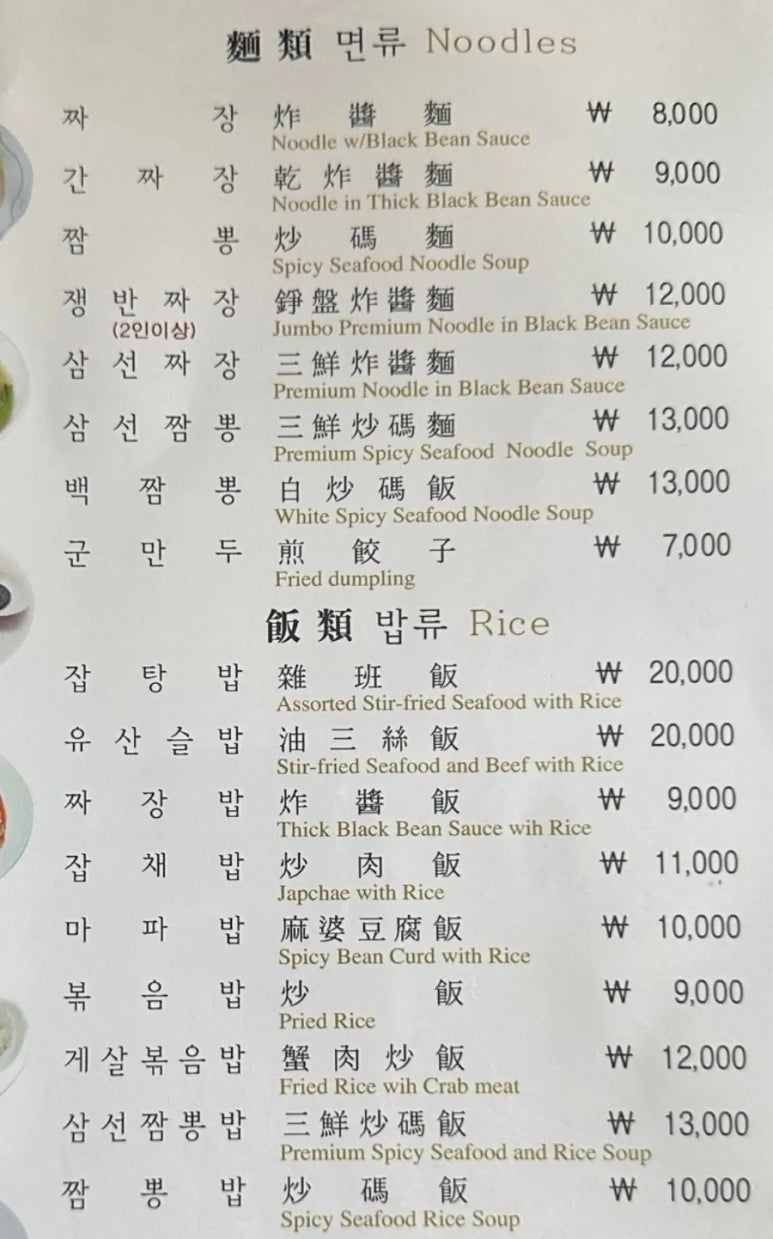 麵類 면류 Noodles
짜장 炸醬麵 ₩ 8,000
Noodle w/Black Bean Sauce
간짜장 乾炸醬麵 ₩ 9,000
Noodle in Thick Black Bean Sauce
짬뽕 炒碼麵 ₩ 10,000
Spicy Seafood Noodle Soup
쟁반짜장 錚盤炸醬麵 ₩ 12,000
(2인이상) Jumbo Premium Noodle in Black Bean Sauce
삼선짜장 三鮮炸醬麵 ₩ 12,000
Premium Noodle in Black Bean Sauce
삼선짬뽕 三鮮炒碼麵 ₩ 13,000
Premium Spicy Seafood Noodle Soup
백짬뽕 白炒碼飯 ₩ 13,000
White Spicy Seafood Noodle Soup
군만두 煎餃子 ₩ 7,000
Fried dumpling
飯類 밥류 Rice
잡탕밥 雜班飯 ₩ 20,000
Assorted Stir-fried Seafood with Rice
유산슬밥 油三絲飯 ₩ 20,000
Stir-fried Seafood and Beef with Rice
짜장밥 炸醬飯 ₩ 9,000
Thick Black Bean Sauce wih Rice
잡채밥 炒肉飯 ₩ 11,000
Japchae with Rice
마파밥 麻婆豆腐飯 ₩ 10,000
Spicy Bean Curd with Rice
볶음밥 炒飯 ₩ 9,000
Pried Rice
게살볶음밥 蟹肉炒飯 ₩ 12,000
Fried Rice wih Crab meat
삼선짬뽕밥 三鮮炒碼飯 ₩ 13,000
Premium Spicy Seafood and Rice Soup
짬뽕밥 炒碼飯 ₩ 10,000
Spicy Seafood Rice Soup